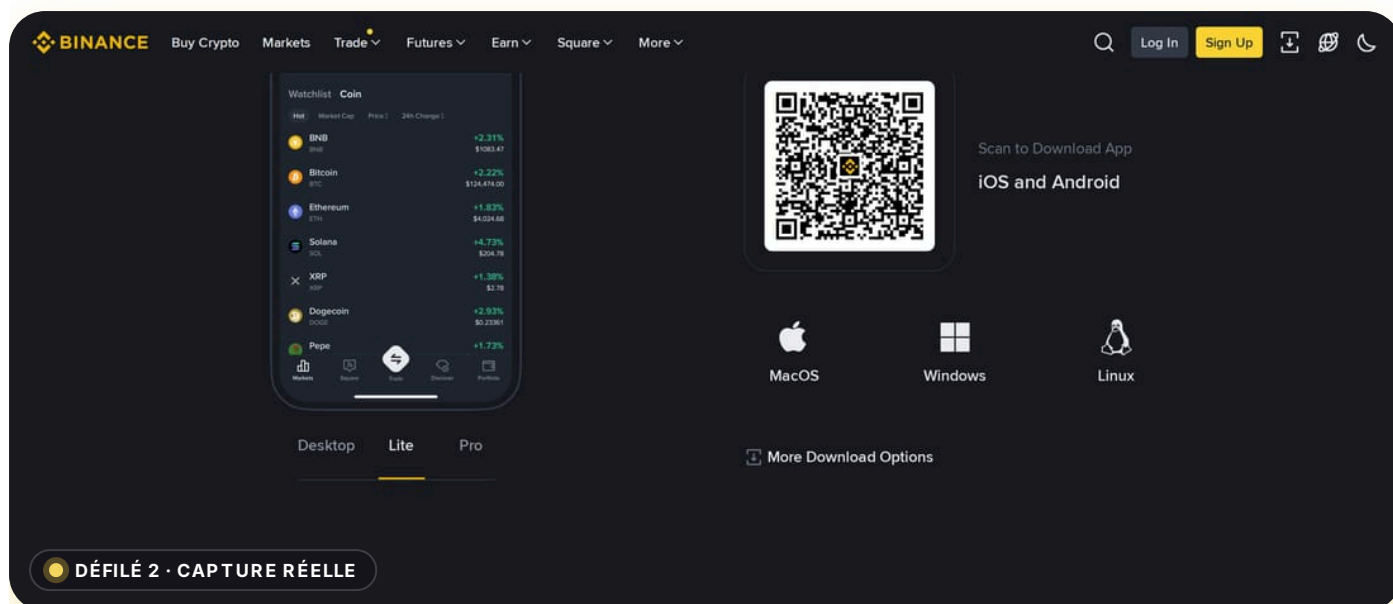 BINANCE Buy Crypto Markets Trade Futures Earn Square More Log In Sign Up
Watchlist Coin
Hot Market Cap Price 24h Change
BNB +2.31%
BNB $1083.47
Bitcoin +2.22%
BTC $124,474.00
Ethereum +1.83%
ETH $4,024.68
Solana +4.73%
SOL $204.78
XRP +1.38%
XRP $2.78
Dogecoin +2.93%
DOGE $0.23361
Pepe +1.73%
Markets Square Trade Discover Portfolio
Desktop Lite Pro
Scan to Download App
iOS and Android
MacOS Windows Linux
More Download Options
DÉFILÉ 2 · CAPTURE RÉELLE